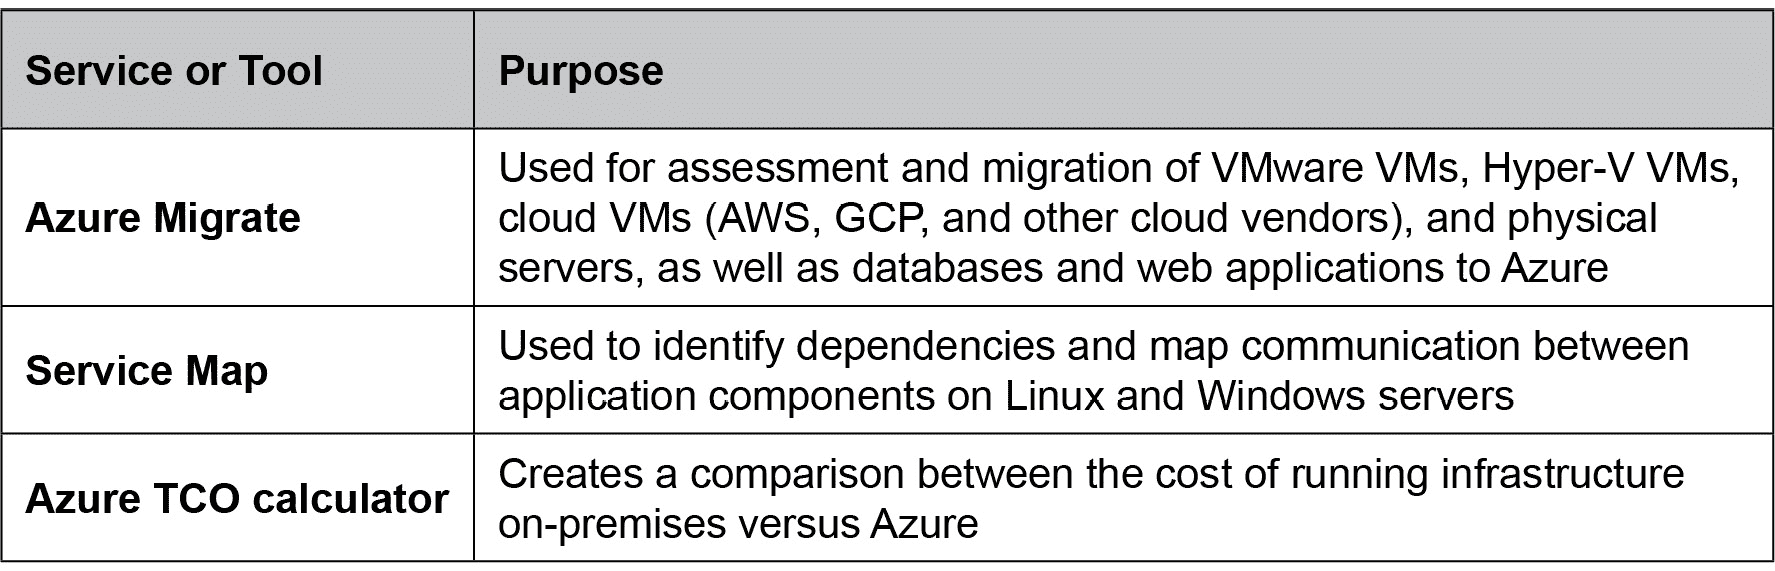 Service or Tool
Purpose
Azure Migrate
Used for assessment and migration of VMware VMs, Hyper-V VMs,
cloud VMs (AWS, GCP, and other cloud vendors), and physical
servers, as well as databases and web applications to Azure
Service Map
Used to identify dependencies and map communication between
application components on Linux and Windows servers
Azure TCO calculator
Creates a comparison between the cost of running infrastructure
on-premises versus Azure